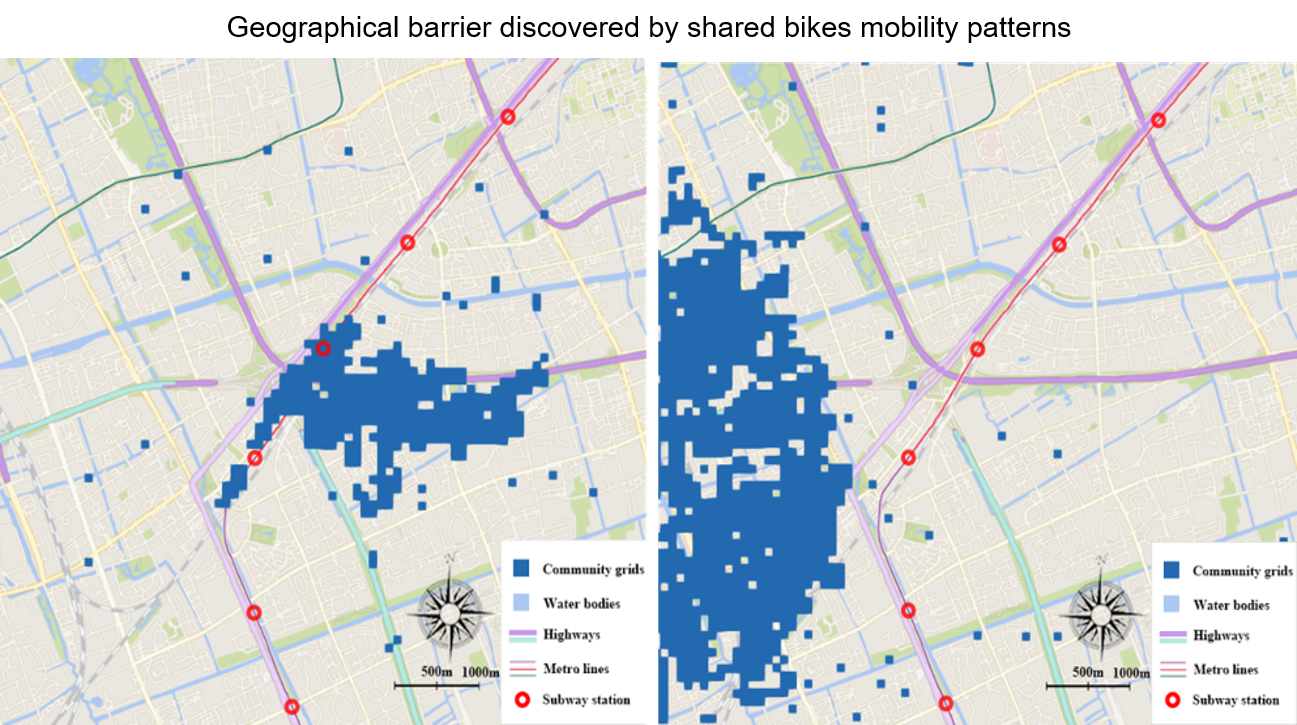 Geographical barrier discovered by shared bikes mobility patterns
N
Community grids
Water bodies
Highways
500m 1000m
Metro lines
Subway station
N
Community grids
Water bodies
Highways
500m 1000m
Metro lines
Subway station